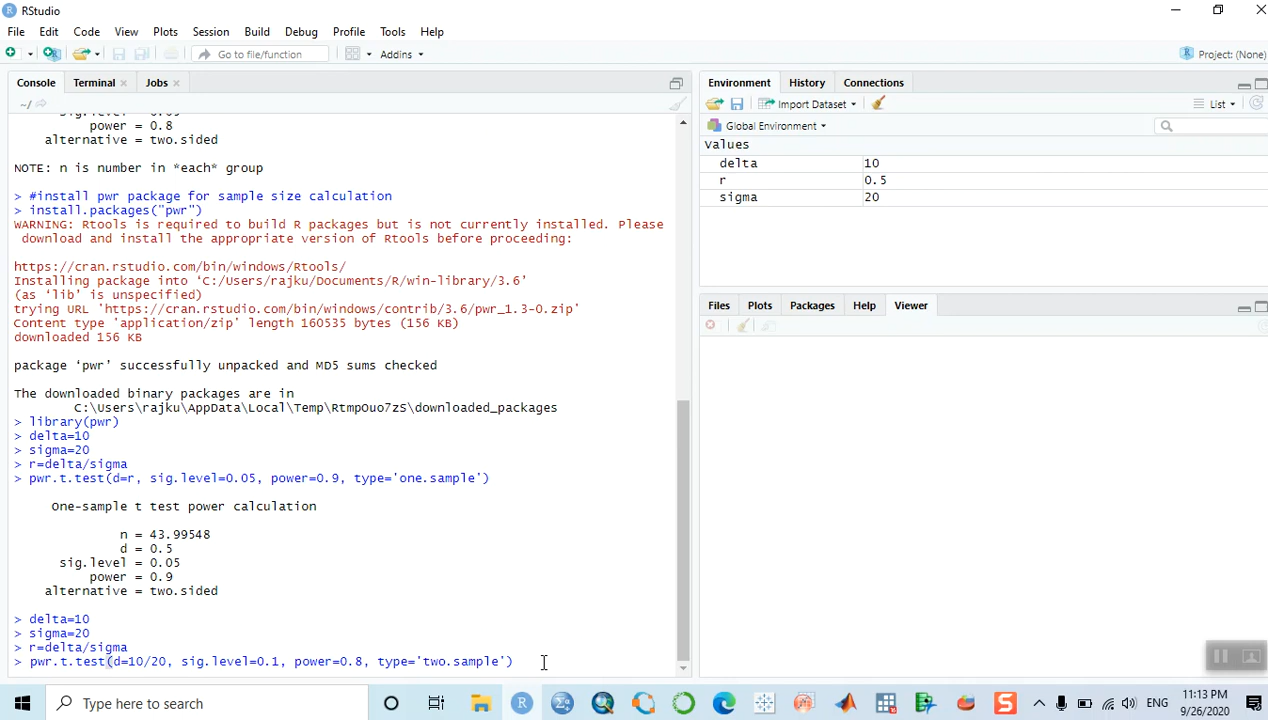 RStudio
File Edit Code View Plots Session Build Debug Profile Tools Help
Go to file/function Addins Project: (None)
Console Terminal Jobs
~/
power = 0.8
alternative = two.sided
NOTE: n is number in *each* group
> #install pwr package for sample size calculation
> install.packages("pwr")
WARNING: Rtools is required to build R packages but is not currently installed. Please
download and install the appropriate version of Rtools before proceeding:
https://cran.rstudio.com/bin/windows/Rtools/
Installing package into ‘C:/Users/rajku/Documents/R/win-library/3.6’
(as ‘lib’ is unspecified)
trying URL 'https://cran.rstudio.com/bin/windows/contrib/3.6/pwr_1.3-0.zip'
Content type 'application/zip' length 160535 bytes (156 KB)
downloaded 156 KB
package ‘pwr’ successfully unpacked and MD5 sums checked
The downloaded binary packages are in
C:\Users\rajku\AppData\Local\Temp\RtmpOuo7zS\downloaded_packages
> library(pwr)
> delta=10
> sigma=20
> r=delta/sigma
> pwr.t.test(d=r, sig.level=0.05, power=0.9, type='one.sample')
One-sample t test power calculation
n = 43.99548
d = 0.5
sig.level = 0.05
power = 0.9
alternative = two.sided
> delta=10
> sigma=20
> r=delta/sigma
> pwr.t.test(d=10/20, sig.level=0.1, power=0.8, type='two.sample')
Environment History Connections
Import Dataset List
Global Environment
Values
delta 10
r 0.5
sigma 20
Files Plots Packages Help Viewer
Type here to search
ENG
11:13 PM
9/26/2020